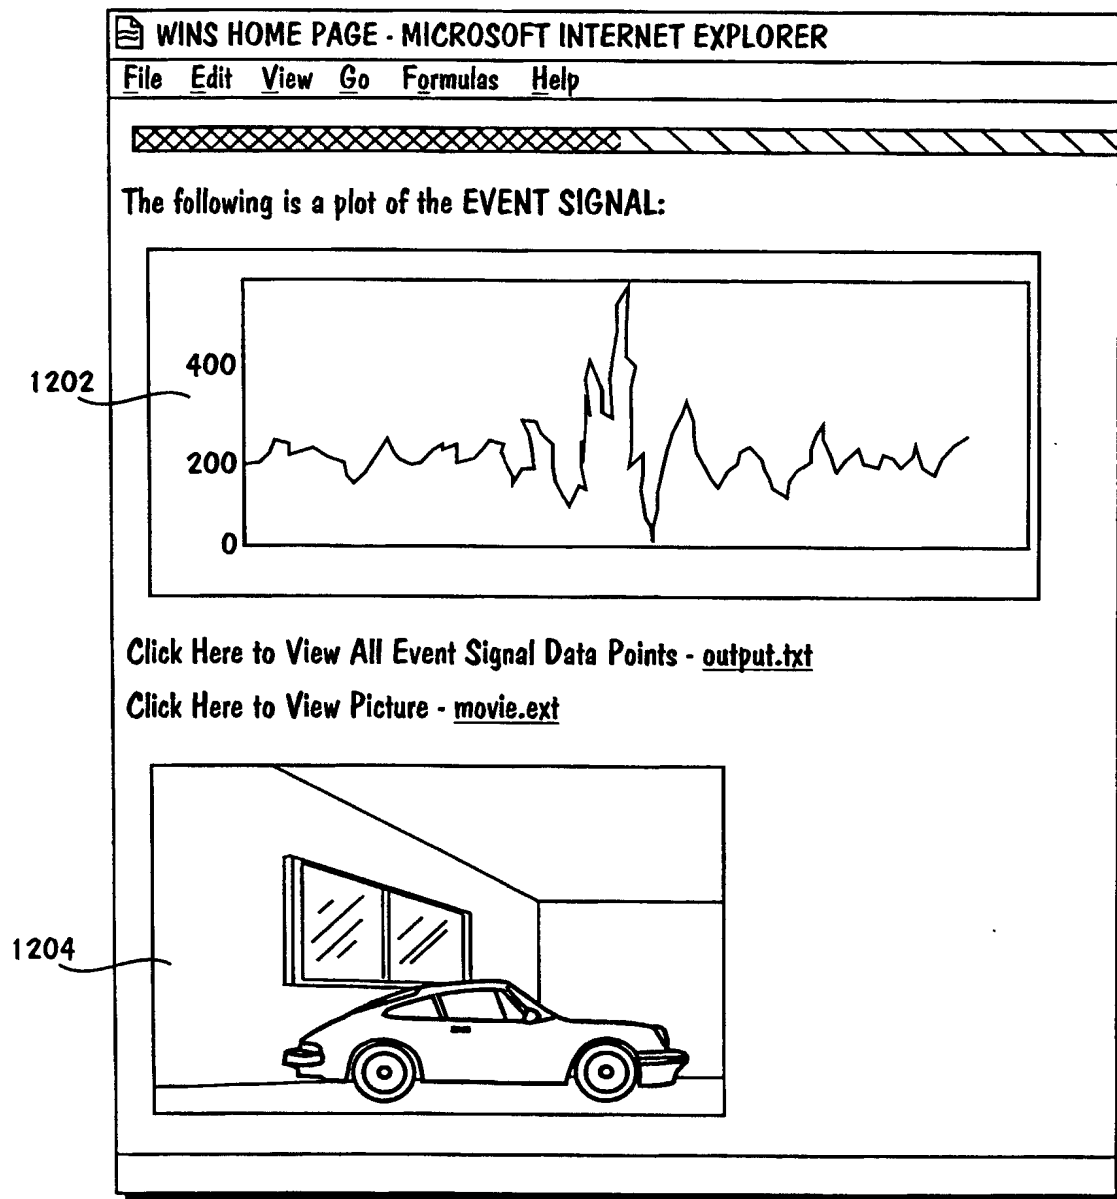 WINS HOME PAGE - MICROSOFT INTERNET EXPLORER
File Edit View Go Formulas Help
The following is a plot of the EVENT SIGNAL:
400
1202
200
0
Click Here to View All Event Signal Data Points - output.txt
Click Here to View Picture - movie.ext
1204